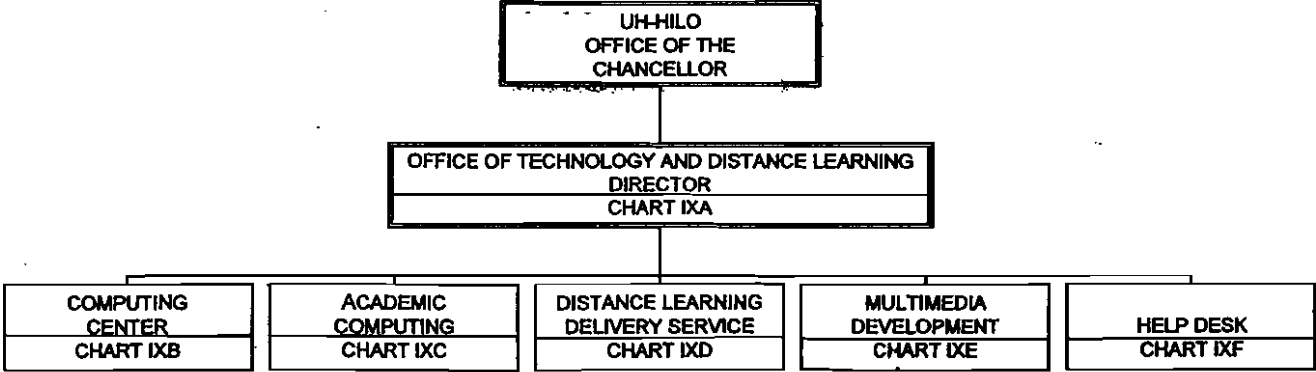 UH-HILO
OFFICE OF THE
CHANCELLOR
OFFICE OF TECHNOLOGY AND DISTANCE LEARNING
DIRECTOR
CHART IXA
COMPUTING
CENTER
CHART IXB
ACADEMIC
COMPUTING
CHART IXC
DISTANCE LEARNING
DELIVERY SERVICE
CHART IXD
MULTIMEDIA
DEVELOPMENT
CHART IXE
HELP DESK
CHART IXF